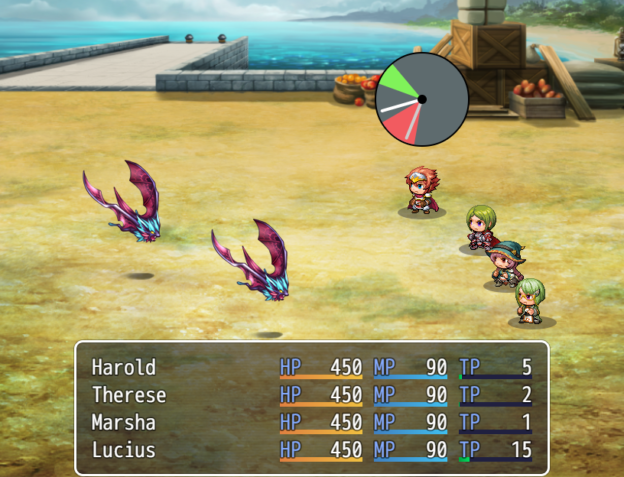 Harold HP 450 MP 90 TP 5
Therese HP 450 MP 90 TP 2
Marsha HP 450 MP 90 TP 1
Lucius HP 450 MP 90 TP 15